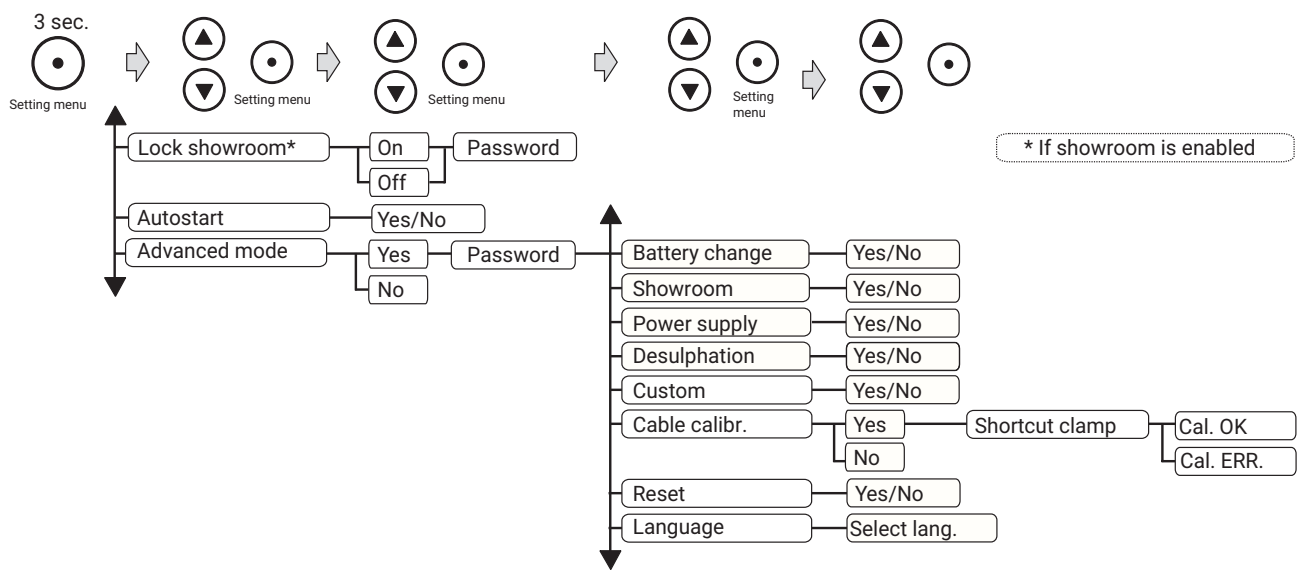 3 sec.
Setting menu
Setting menu
Setting menu
Setting
menu
Lock showroom*
On
Password
Off
* If showroom is enabled
Autostart
Yes/No
Advanced mode
Yes
Password
No
Battery change
Yes/No
Showroom
Yes/No
Power supply
Yes/No
Desulphation
Yes/No
Custom
Yes/No
Cable calibr.
Yes
Shortcut clamp
Cal. OK
No
Cal. ERR.
Reset
Yes/No
Language
Select lang.